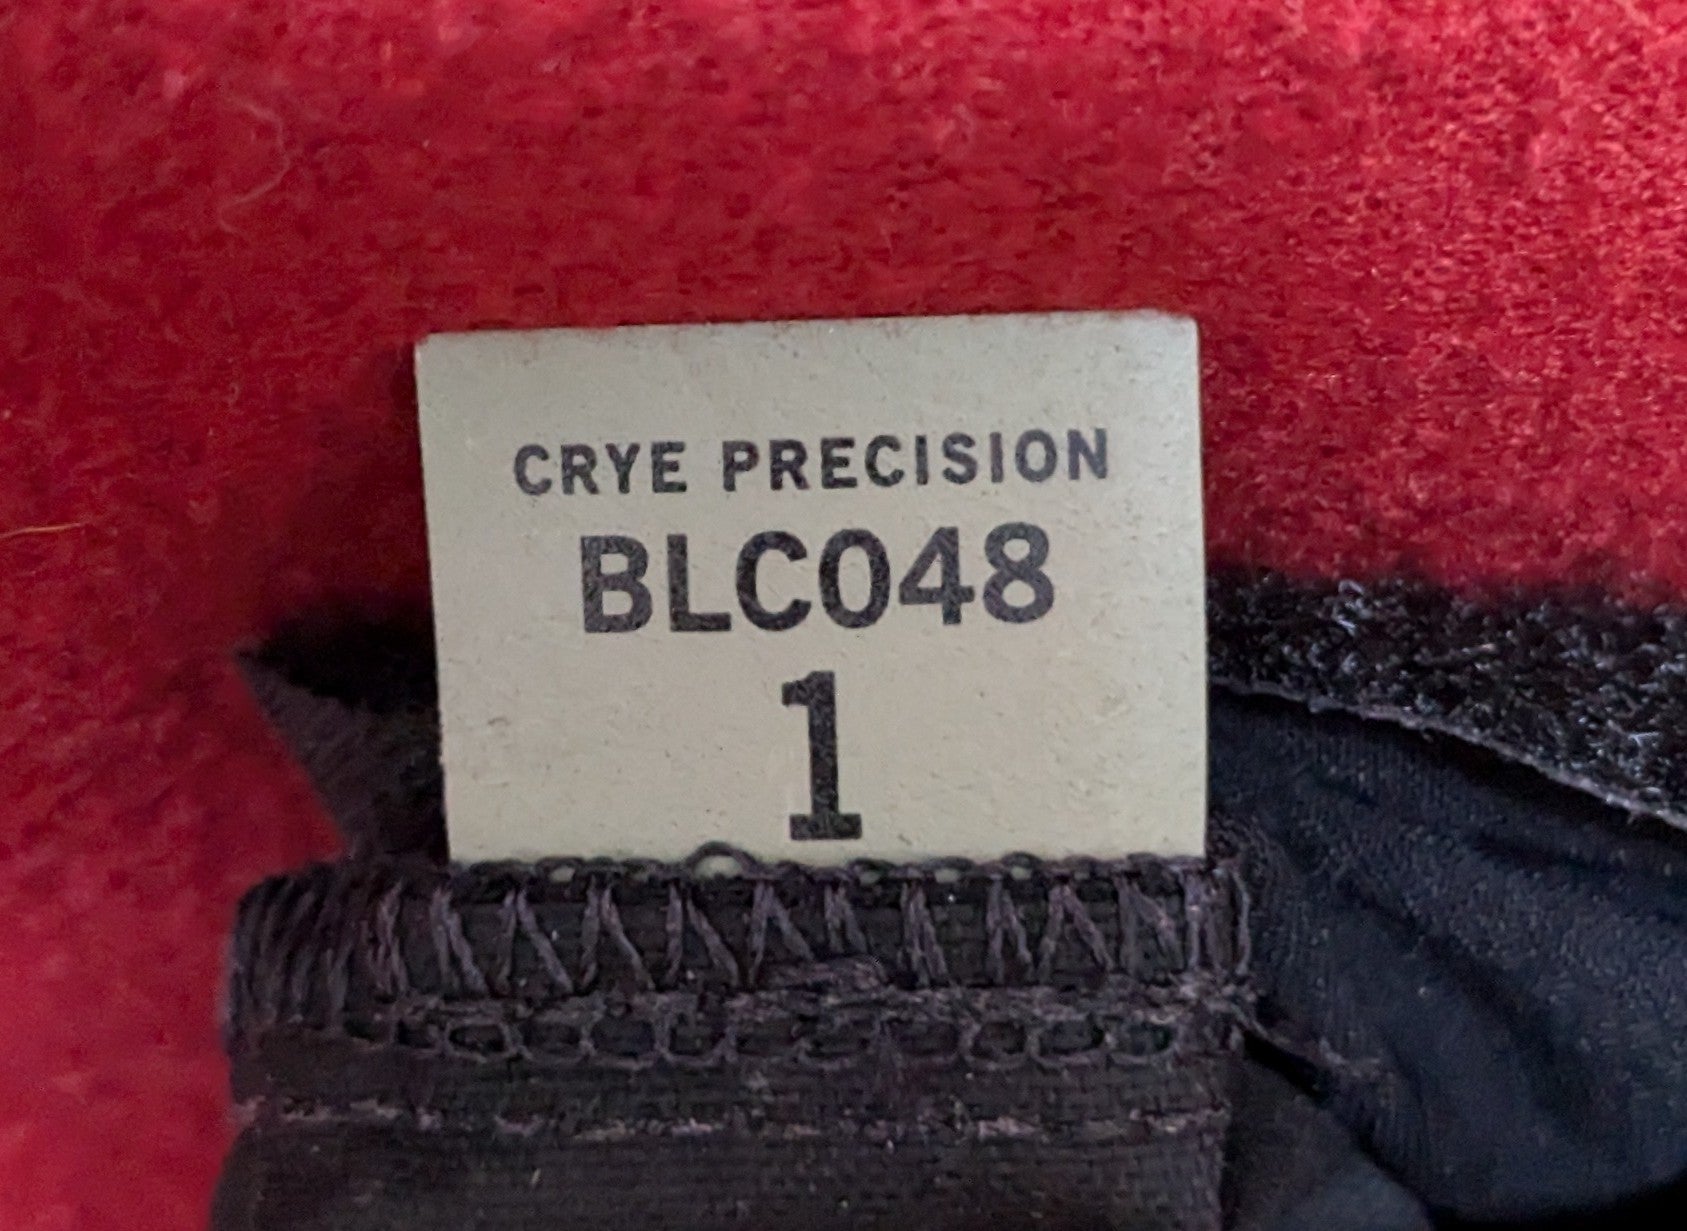 CRYE PRECISION
BLC048
1